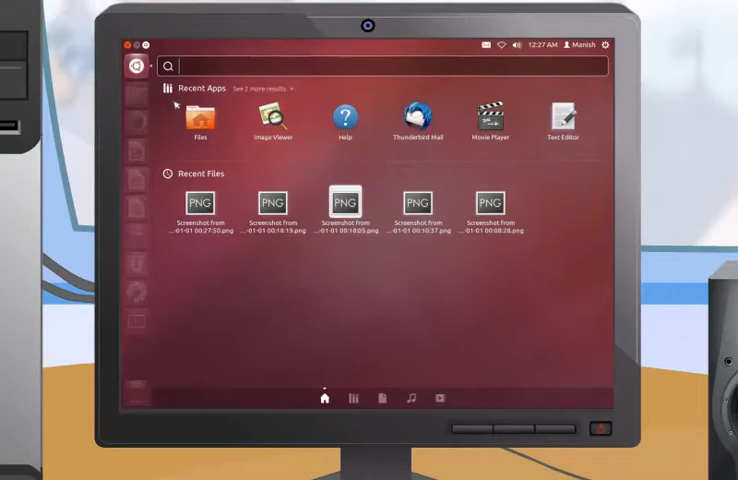 12:27 AM Manish
Recent Apps See 2 more results
Files Image Viewer Help Thunderbird Mail Movie Player Text Editor
Recent Files
PNG PNG PNG PNG PNG
Screenshot from Screenshot from Screenshot from Screenshot from Screenshot from
...-01-01 00:27:50.png ...-01-01 00:18:19.png ...-01-01 00:18:05.png ...-01-01 00:10:37.png ...-01-01 00:08:28.png